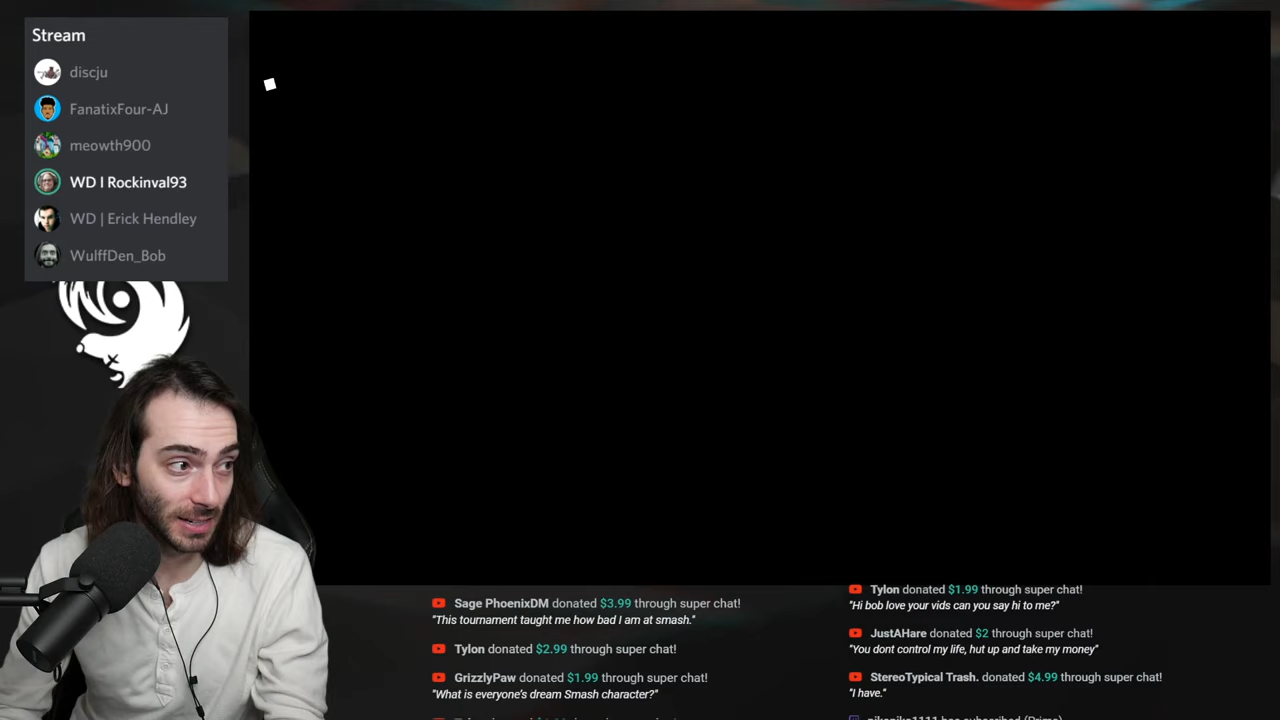 Stream
discju
FanatixFour-AJ
meowth900
WD I Rockinval93
WD | Erick Hendley
WulffDen_Bob
Sage PhoenixDM donated $3.99 through super chat!
"This tournament taught me how bad I am at smash."
Tylon donated $2.99 through super chat!
GrizzlyPaw donated $1.99 through super chat!
"What is everyone's dream Smash character?"
Tylon donated $1.99 through super chat!
"Hi bob love your vids can you say hi to me?"
JustAHare donated $2 through super chat!
"You dont control my life, hut up and take my money"
StereoTypical Trash. donated $4.99 through super chat!
"I have."
nikoniko1111 has subscribed (Prime)